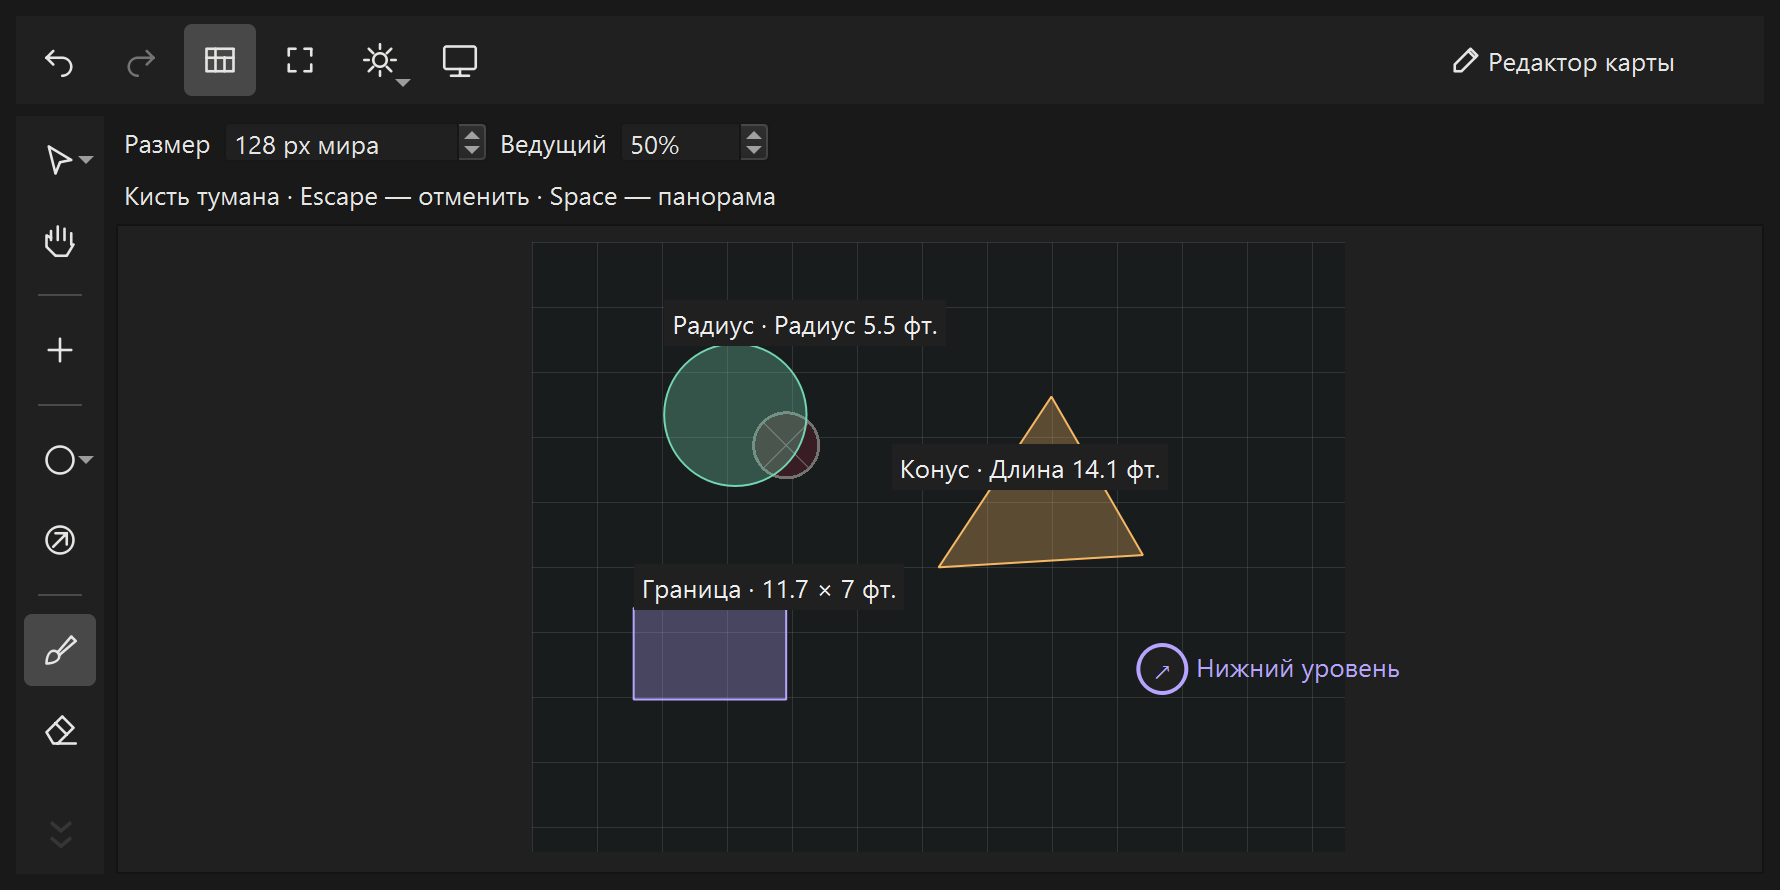 Редактор карты
Размер 128 px мира Ведущий 50%
Кисть тумана · Escape — отменить · Space — панорама
Радиус · Радиус 5.5 фт.
Конус · Длина 14.1 фт.
Граница · 11.7 × 7 фт.
Нижний уровень